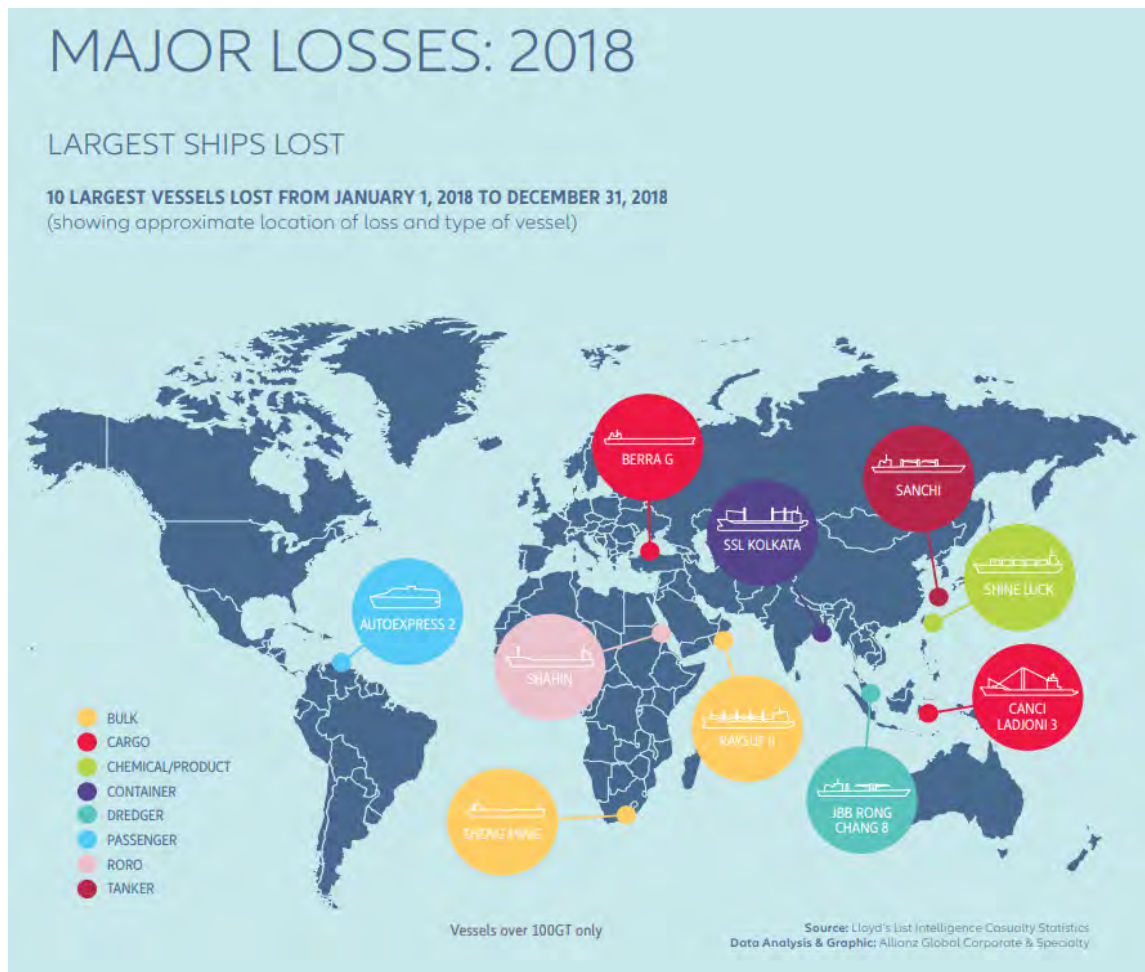 MAJOR LOSSES: 2018
LARGEST SHIPS LOST
10 LARGEST VESSELS LOST FROM JANUARY 1, 2018 TO DECEMBER 31, 2018
(showing approximate location of loss and type of vessel)
BERRA G
SANCHI
SSL KOLKATA
SHINE LUCK
AUTOEXPRESS 2
SHAHIN
CANCI
LADJONI 3
RAYSUT II
JBB RONG
CHANG 8
SHENG MING
BULK
CARGO
CHEMICAL/PRODUCT
CONTAINER
DREDGER
PASSENGER
RORO
TANKER
Vessels over 100GT only
Source: Lloyd's List Intelligence Casualty Statistics
Data Analysis & Graphic: Allianz Global Corporate & Specialty